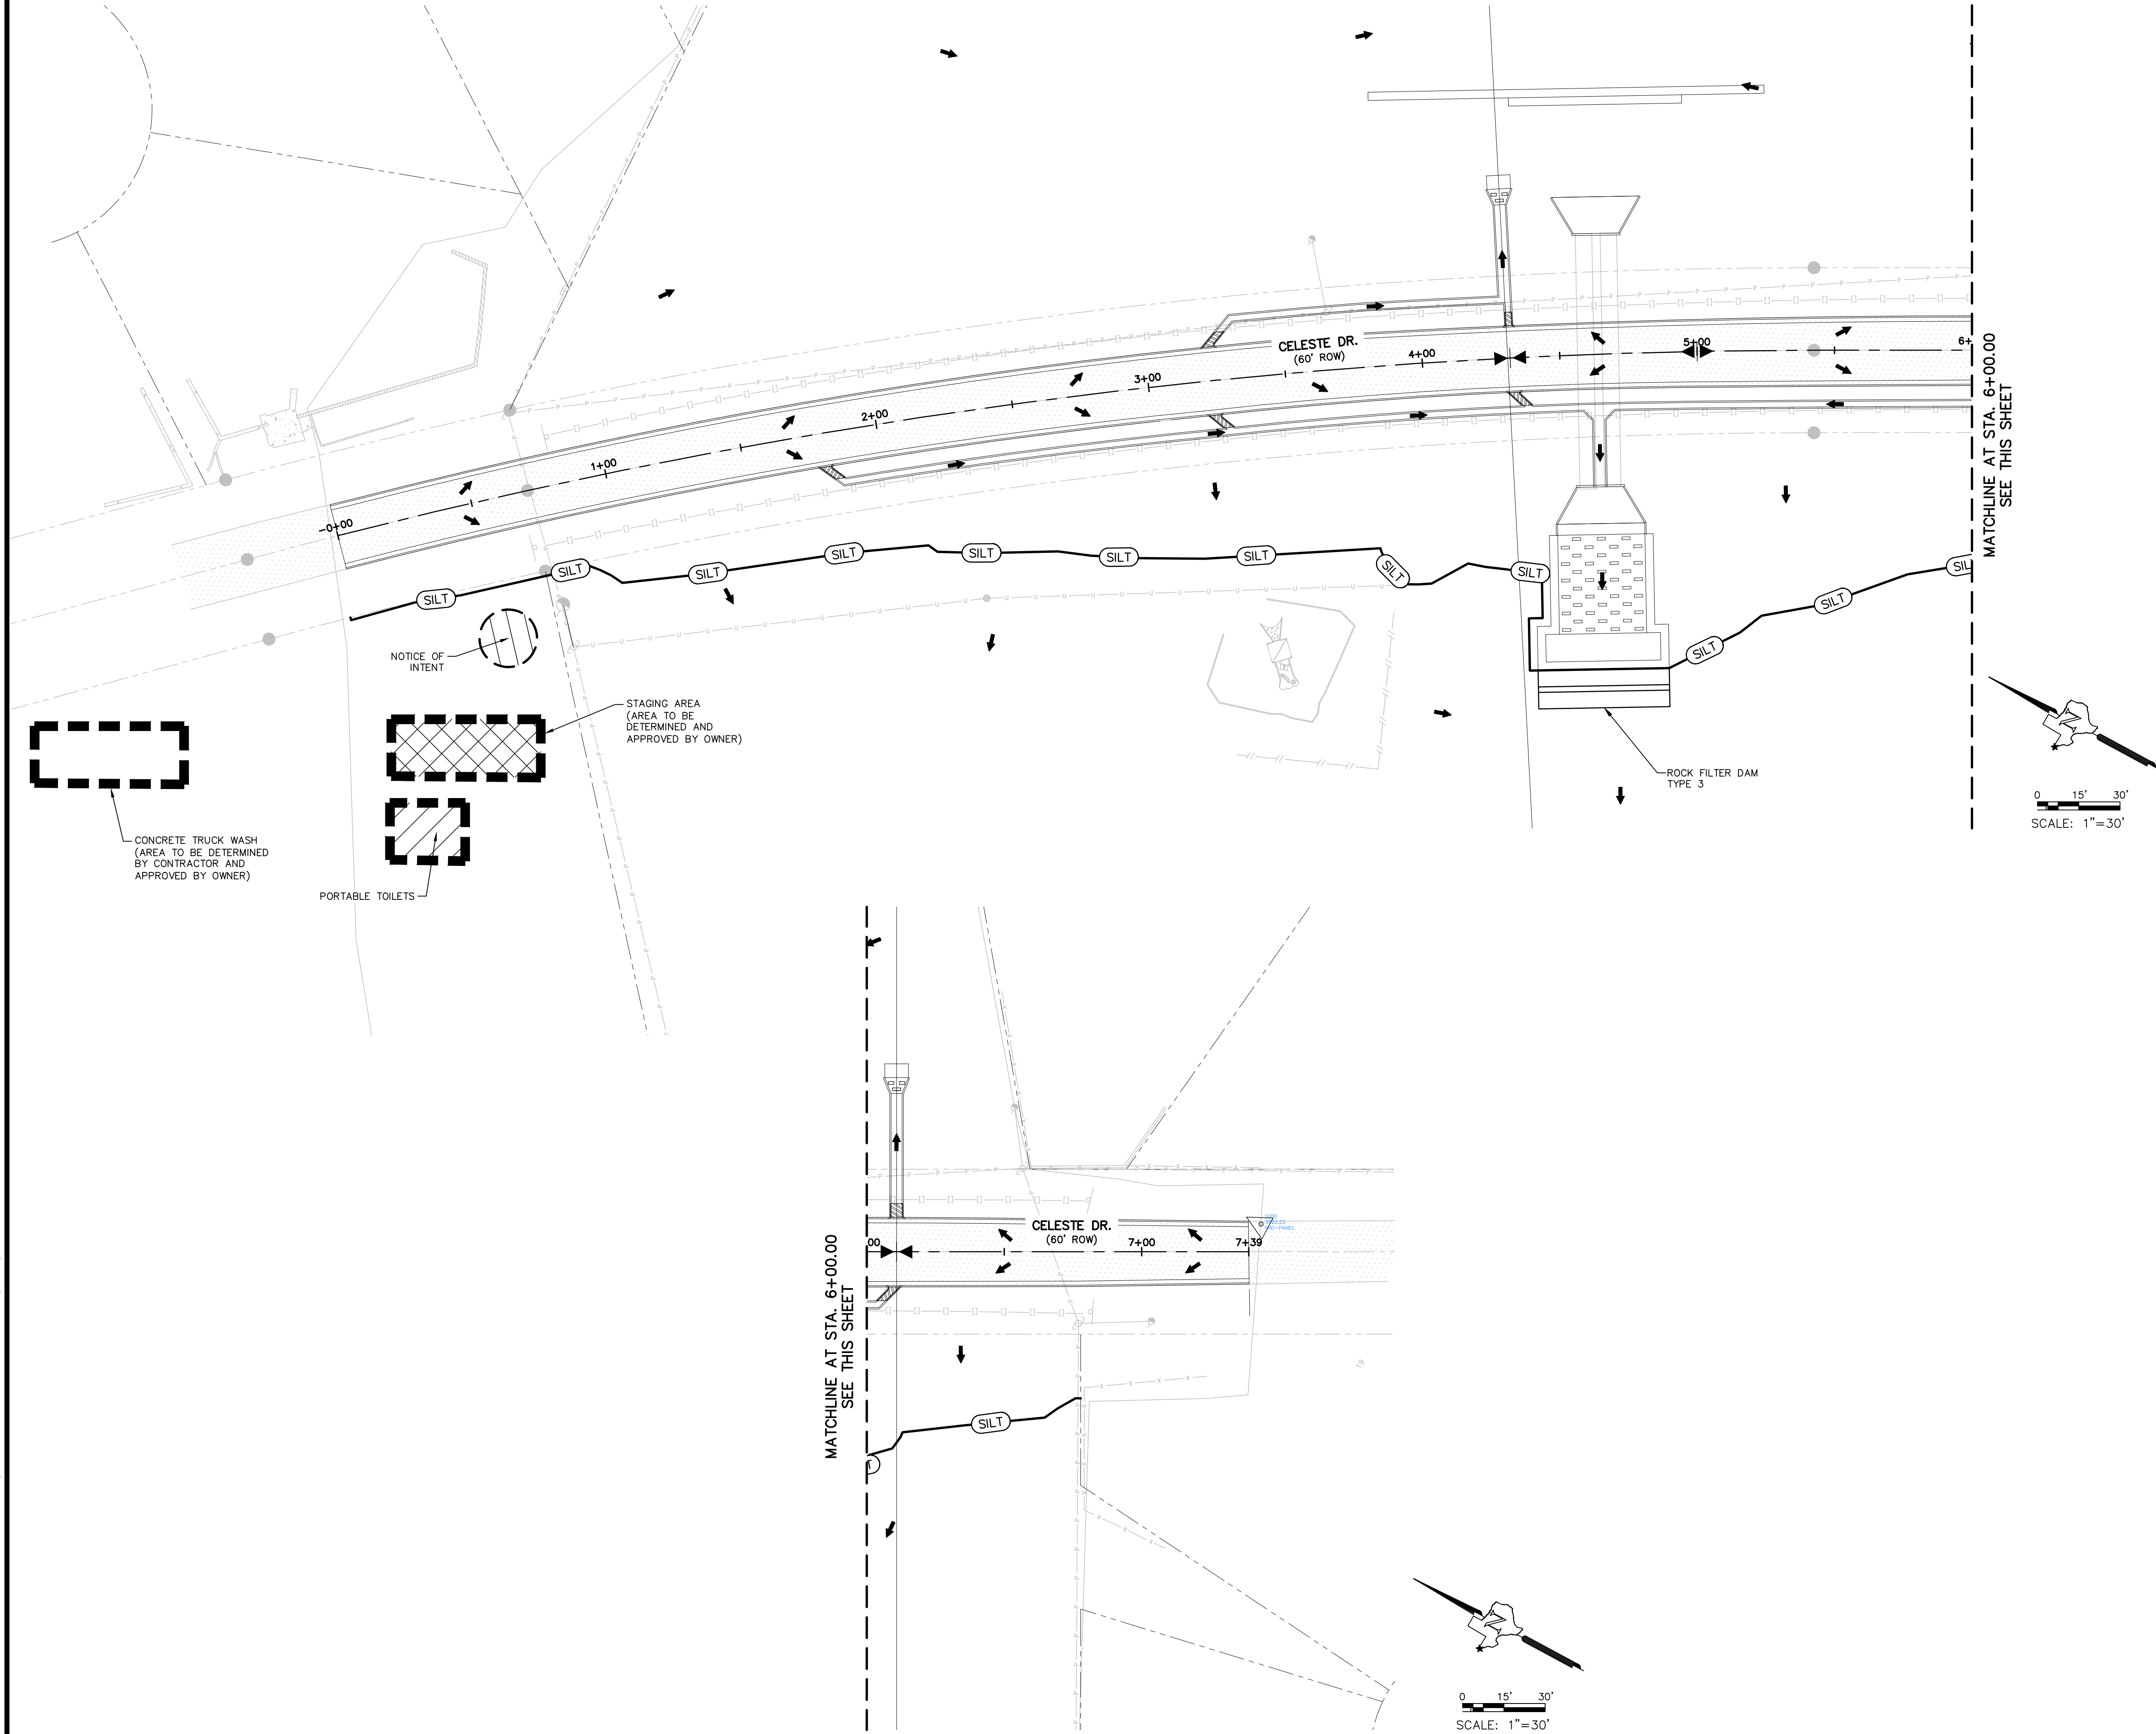 CELESTE DR.
(60' ROW)
-0+00
1+00
2+00
3+00
4+00
5+00
6+
MATCHLINE AT STA. 6+00.00
SEE THIS SHEET
SILT
SILT
SILT
SILT
SILT
SILT
SILT
SILT
SILT
SILT
SILT
SIL
NOTICE OF
INTENT
STAGING AREA
(AREA TO BE
DETERMINED AND
APPROVED BY OWNER)
CONCRETE TRUCK WASH
(AREA TO BE DETERMINED
BY CONTRACTOR AND
APPROVED BY OWNER)
PORTABLE TOILETS
ROCK FILTER DAM
TYPE 3
N
0 15' 30'
SCALE: 1"=30'
MATCHLINE AT STA. 6+00.00
SEE THIS SHEET
CELESTE DR.
(60' ROW)
00
7+00
7+39
SILT
T
19
N
0 15' 30'
SCALE: 1"=30'